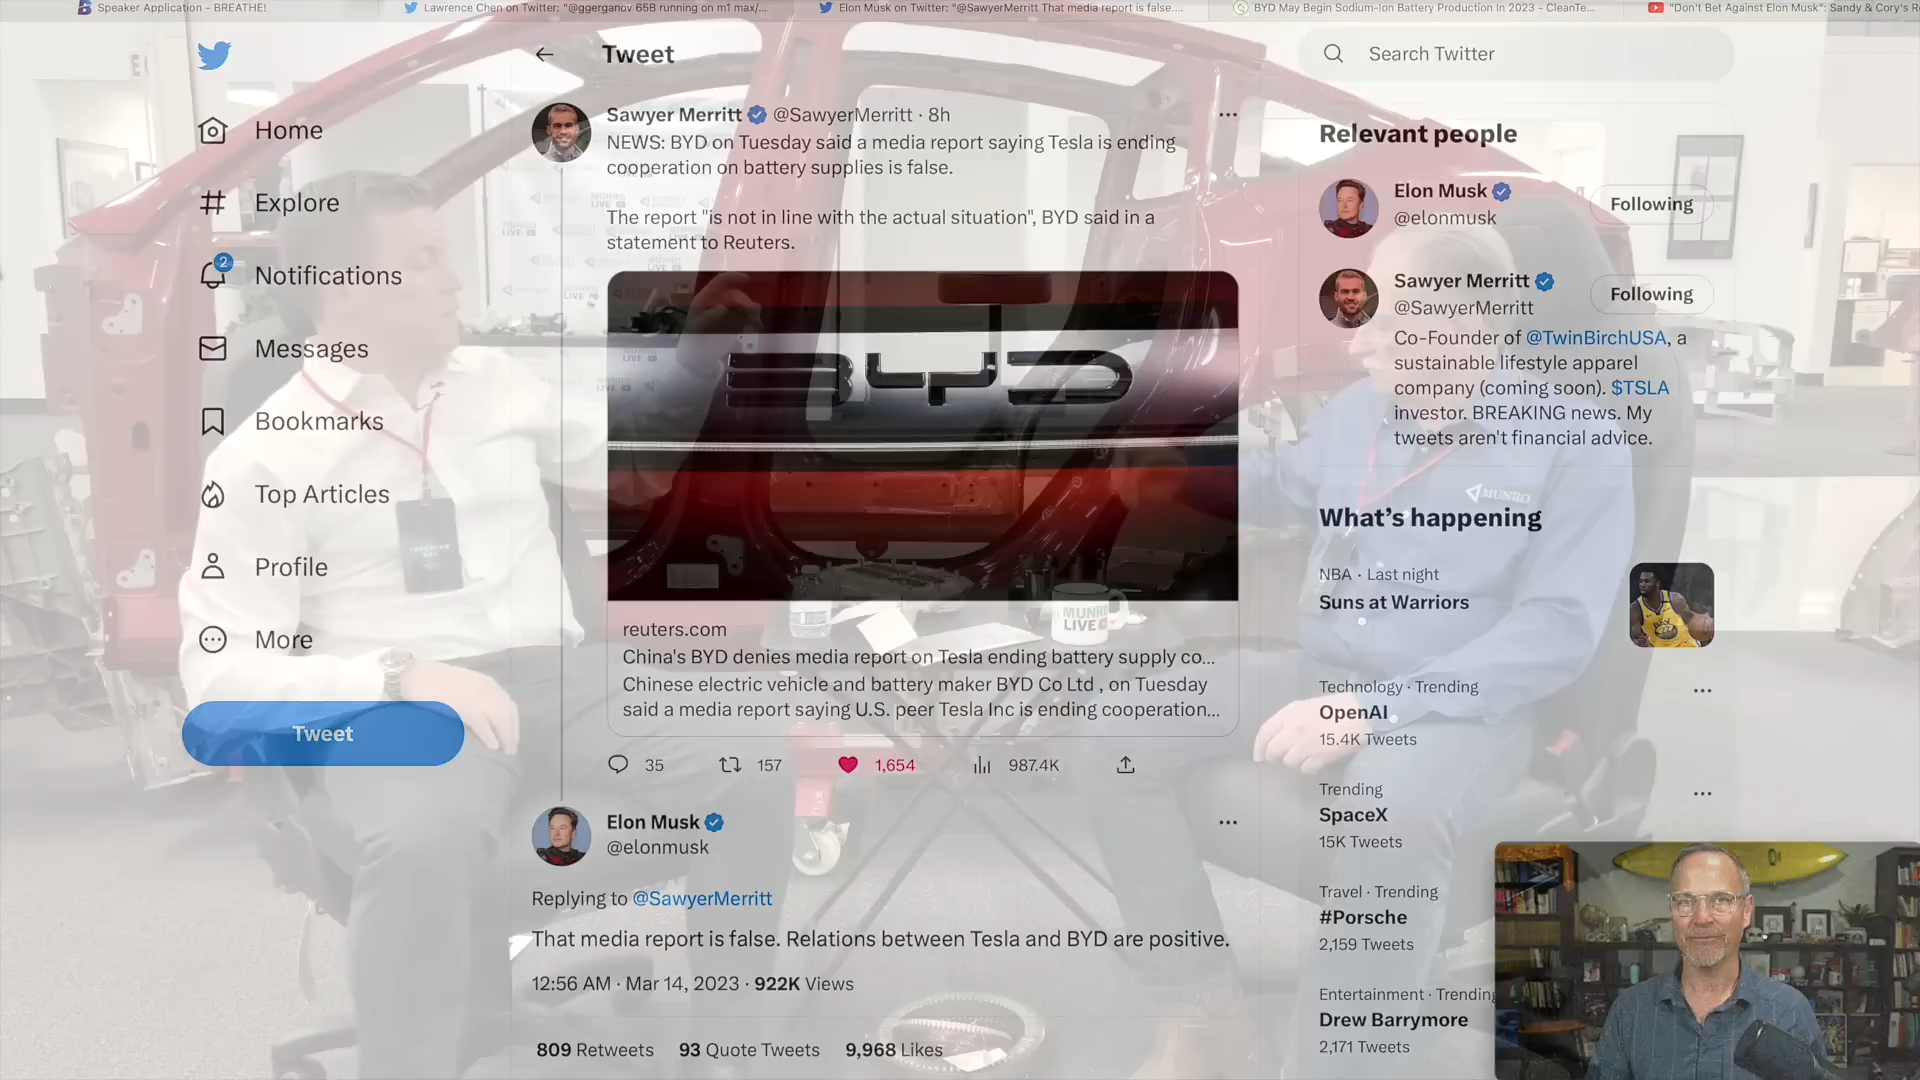 Speaker Application - BREATHE!
Lawrence Chen on Twitter: "@ggerganov 65B running on m1 max/...
Elon Musk on Twitter: "@SawyerMerritt That media report is false....
BYD May Begin Sodium-Ion Battery Production In 2023 - CleanTe...
"Don't Bet Against Elon Musk": Sandy & Cory's R
Tweet
Search Twitter
Home
Explore
2
Notifications
Messages
Bookmarks
Top Articles
Profile
More
Tweet
Sawyer Merritt @SawyerMerritt · 8h
NEWS: BYD on Tuesday said a media report saying Tesla is ending
cooperation on battery supplies is false.
The report "is not in line with the actual situation", BYD said in a
statement to Reuters.
BYD
reuters.com
China's BYD denies media report on Tesla ending battery supply co...
Chinese electric vehicle and battery maker BYD Co Ltd , on Tuesday
said a media report saying U.S. peer Tesla Inc is ending cooperation...
35 157 1,654 987.4K
Elon Musk
@elonmusk
Replying to @SawyerMerritt
That media report is false. Relations between Tesla and BYD are positive.
12:56 AM · Mar 14, 2023 · 922K Views
809 Retweets 93 Quote Tweets 9,968 Likes
Relevant people
Elon Musk
@elonmusk
Following
Sawyer Merritt
@SawyerMerritt
Following
Co-Founder of @TwinBirchUSA, a
sustainable lifestyle apparel
company (coming soon). $TSLA
investor. BREAKING news. My
tweets aren't financial advice.
What's happening
NBA · Last night
Suns at Warriors
Technology · Trending
OpenAI
15.4K Tweets
Trending
SpaceX
15K Tweets
Travel · Trending
#Porsche
2,159 Tweets
Entertainment · Trending
Drew Barrymore
2,171 Tweets
MUNRO
MUNRO
LIVE